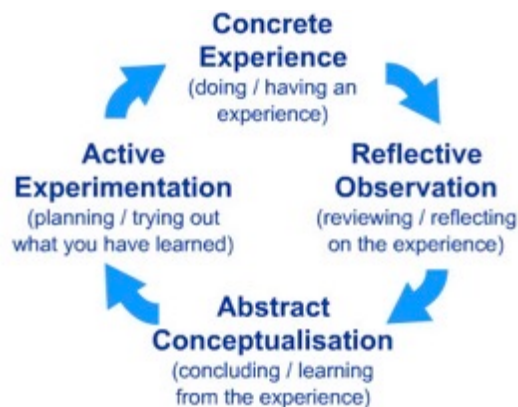 Concrete
Experience
(doing / having an
experience)
Reflective
Observation
(reviewing / reflecting
on the experience)
Abstract
Conceptualisation
(concluding / learning
from the experience)
Active
Experimentation
(planning / trying out
what you have learned)